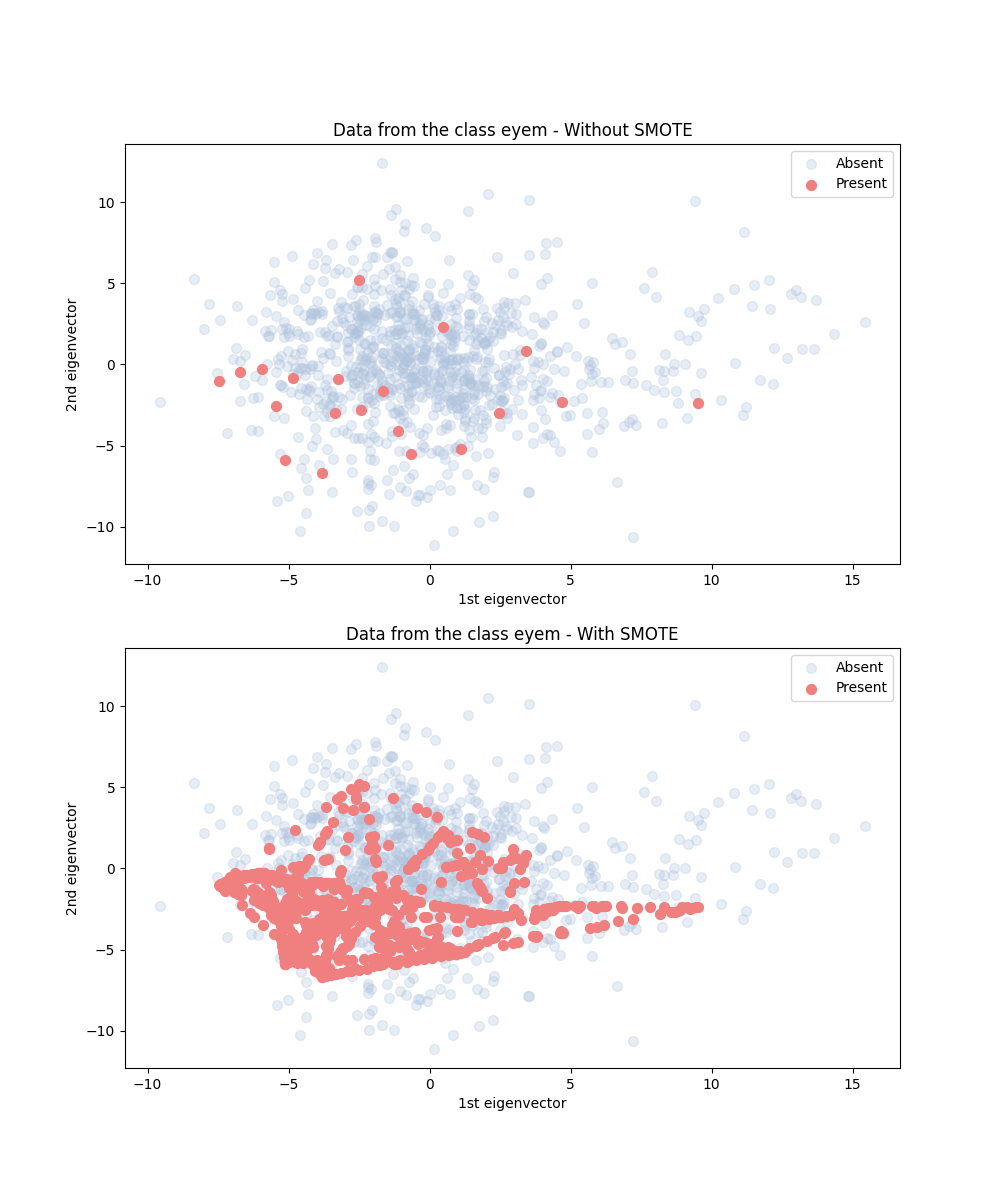 Data from the class eyem - Without SMOTE
Absent
Present
10
5
0
−5
−10
2nd eigenvector
−10
−5
0
5
10
15
1st eigenvector
Data from the class eyem - With SMOTE
Absent
Present
10
5
0
−5
−10
2nd eigenvector
−10
−5
0
5
10
15
1st eigenvector